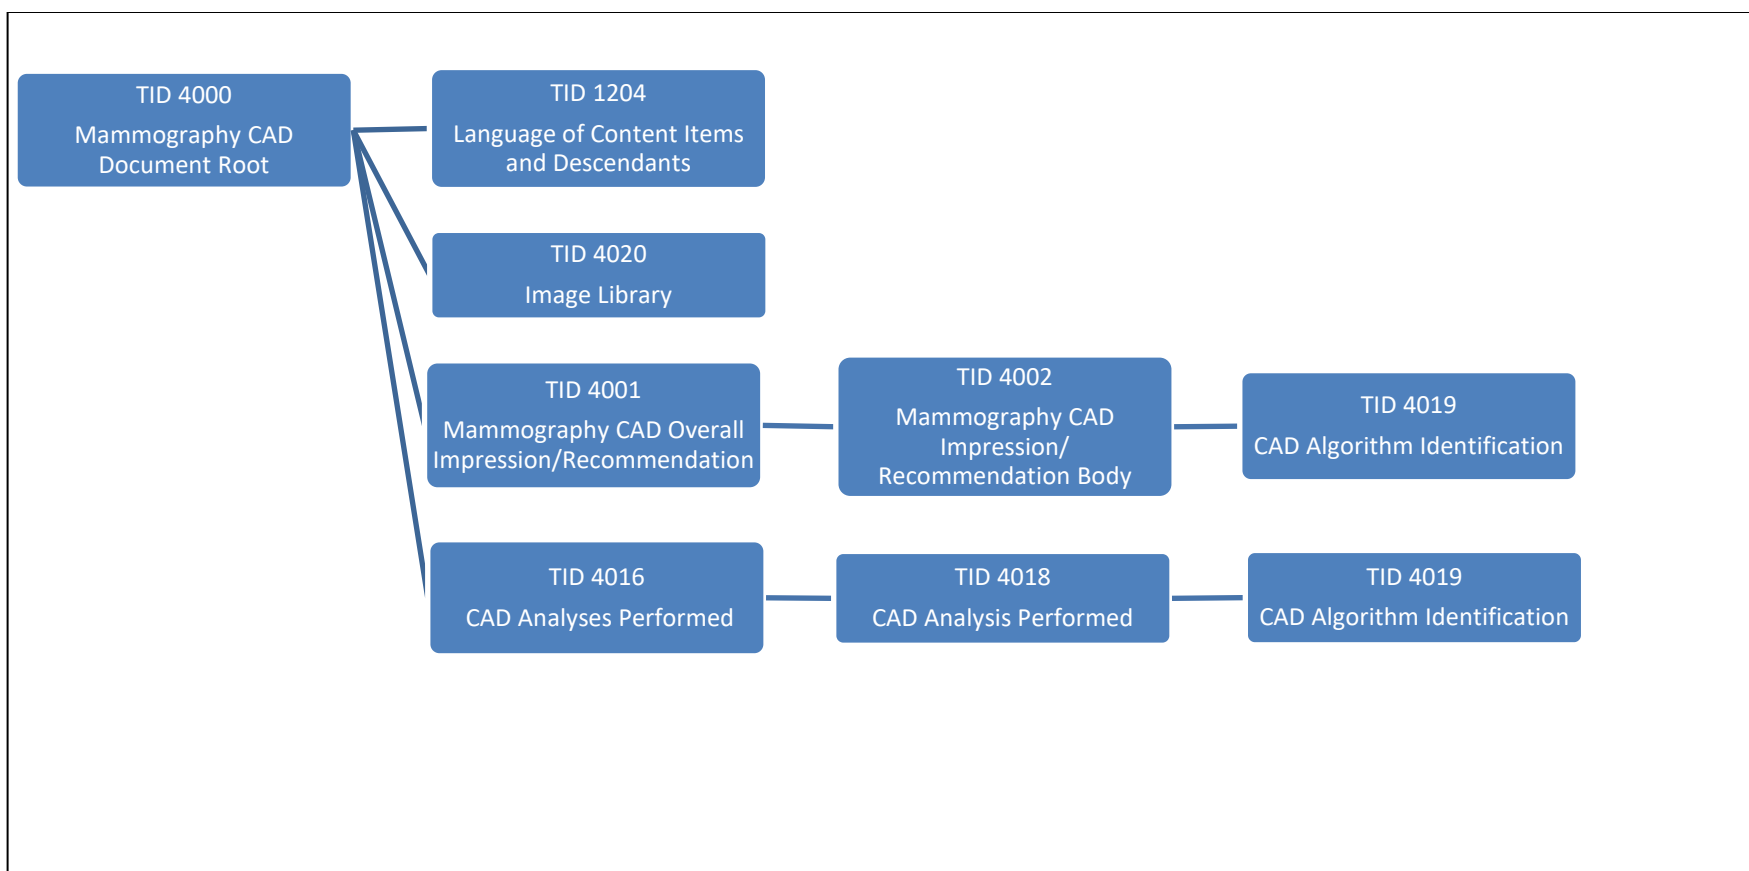 TID 4000
Mammography CAD
Document Root
TID 1204
Language of Content Items
and Descendants
TID 4020
Image Library
TID 4001
Mammography CAD Overall
Impression/Recommendation
TID 4002
Mammography CAD
Impression/
Recommendation Body
TID 4019
CAD Algorithm Identification
TID 4016
CAD Analyses Performed
TID 4018
CAD Analysis Performed
TID 4019
CAD Algorithm Identification